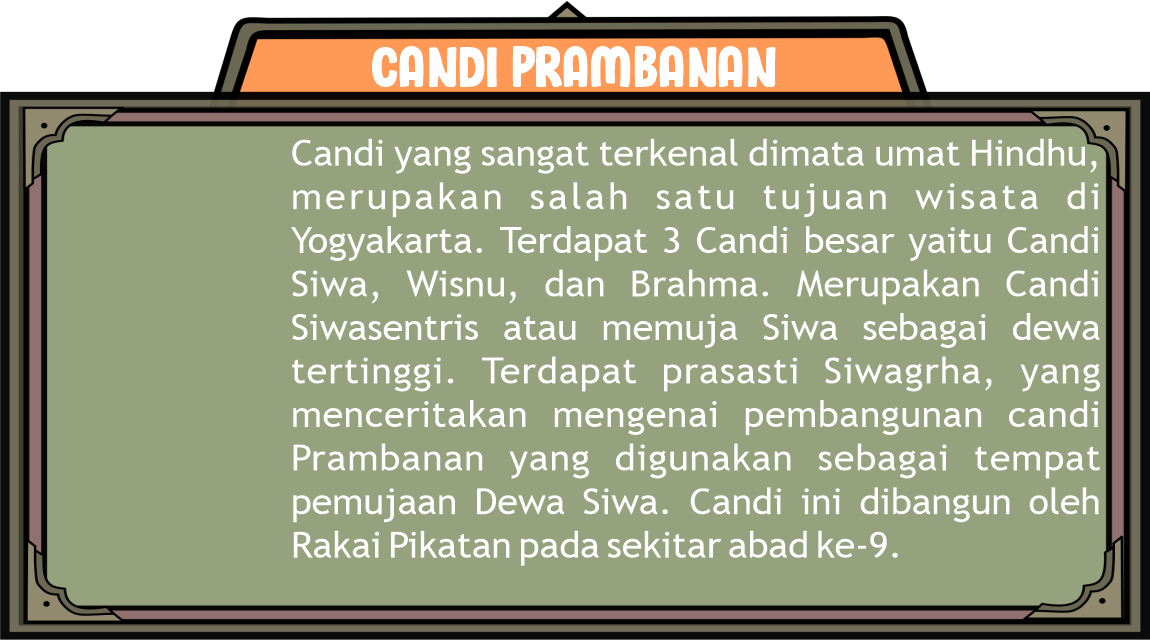 CANDI PRAMBANAN
Candi yang sangat terkenal dimata umat Hindhu,
merupakan salah satu tujuan wisata di
Yogyakarta. Terdapat 3 Candi besar yaitu Candi
Siwa, Wisnu, dan Brahma. Merupakan Candi
Siwasentris atau memuja Siwa sebagai dewa
tertinggi. Terdapat prasasti Siwagrha, yang
menceritakan mengenai pembangunan candi
Prambanan yang digunakan sebagai tempat
pemujaan Dewa Siwa. Candi ini dibangun oleh
Rakai Pikatan pada sekitar abad ke-9.